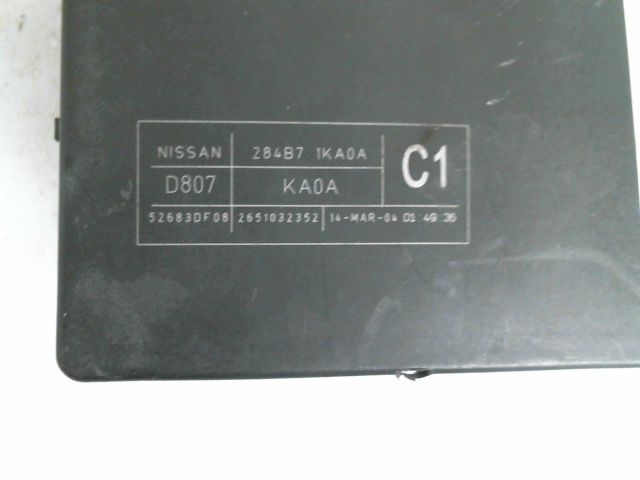 NISSAN 284B7 1KA0A C1
D807 KA0A
52683DF08 2651032352 14-MAR-04 01 49 36